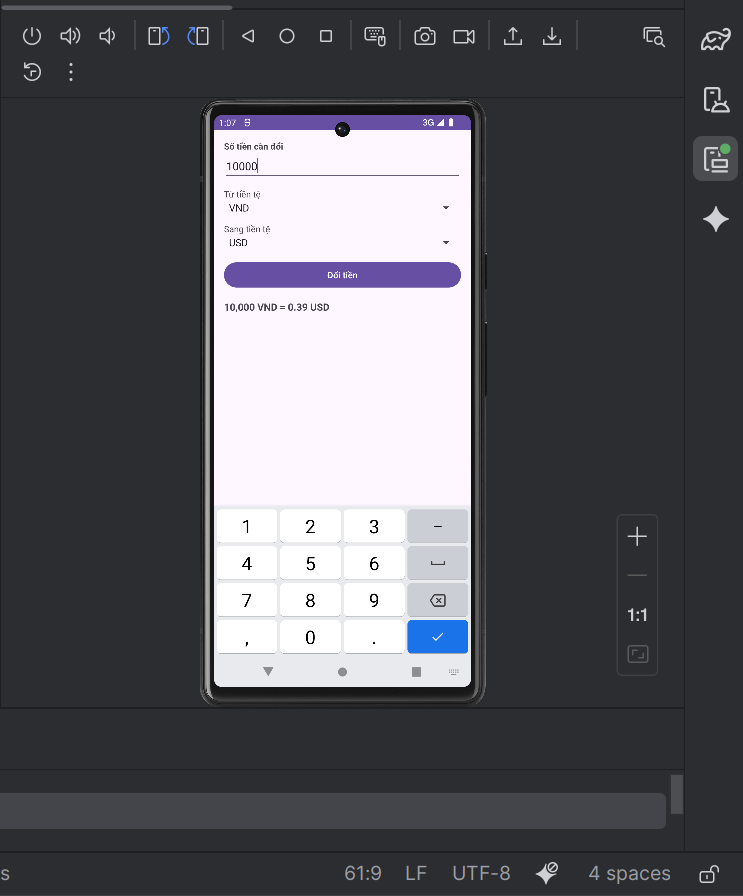 1:07
3G
Số tiền cần đổi
10000
Từ tiền tệ
VND
Sang tiền tệ
USD
Đổi tiền
10,000 VND = 0.39 USD
1 2 3 −
4 5 6
7 8 9
, 0 .
1:1
s 61:9 LF UTF-8 4 spaces